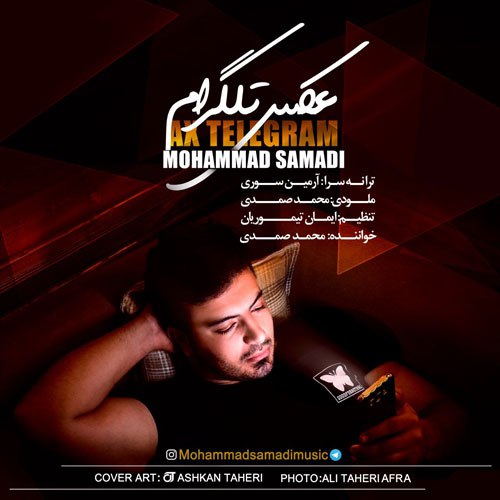 عکس تلگرام
AX TELEGRAM
MOHAMMAD SAMADI
ترانه سرا: آرمین سوری
ملودی: محمد صمدی
تنظیم: ایمان تیموریان
خواننده: محمد صمدی
Mohammadsamadimusic
COVER ART: ASHKAN TAHERI PHOTO:ALI TAHERI AFRA